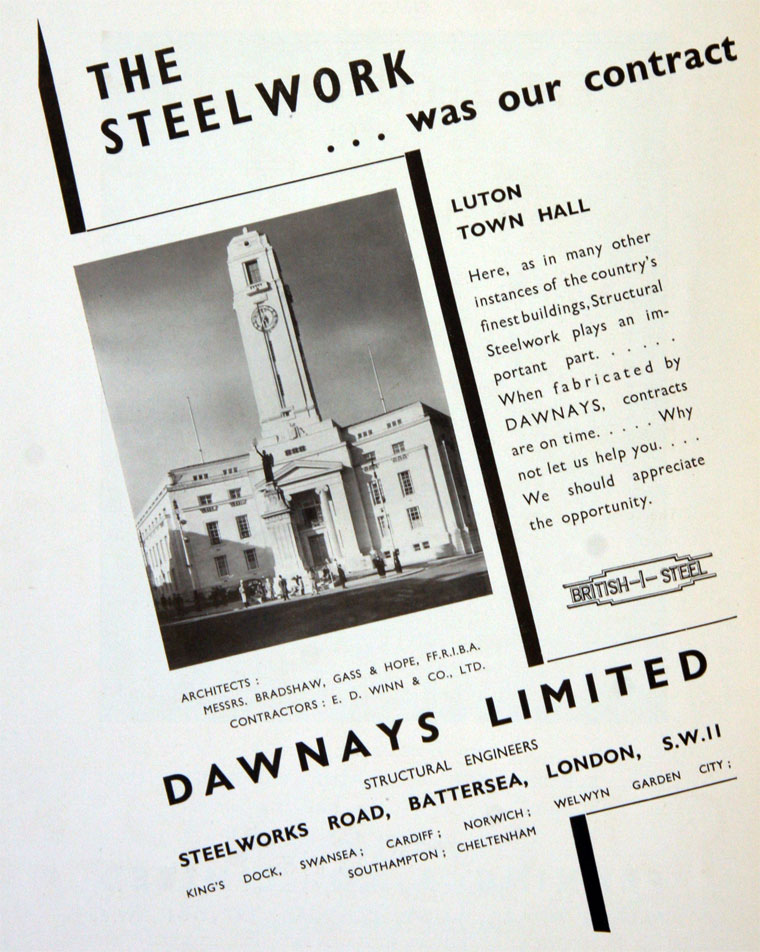 THE
STEELWORK
... was our contract
LUTON
TOWN HALL
Here, as in many other
instances of the country's
finest buildings, Structural
Steelwork plays an im-
portant part. . . . . .
When fabricated by
DAWNAYS, contracts
are on time. . . . . Why
not let us help you. . . .
We should appreciate
the opportunity.
BRITISH-I-STEEL
ARCHITECTS :
MESSRS. BRADSHAW, GASS & HOPE, FF.R.I.B.A.
CONTRACTORS : E. D. WINN & CO., LTD.
DAWNAYS LIMITED
STRUCTURAL ENGINEERS
STEELWORKS ROAD, BATTERSEA, LONDON, S.W.11
KING'S DOCK, SWANSEA; CARDIFF; NORWICH; WELWYN GARDEN CITY;
SOUTHAMPTON; CHELTENHAM